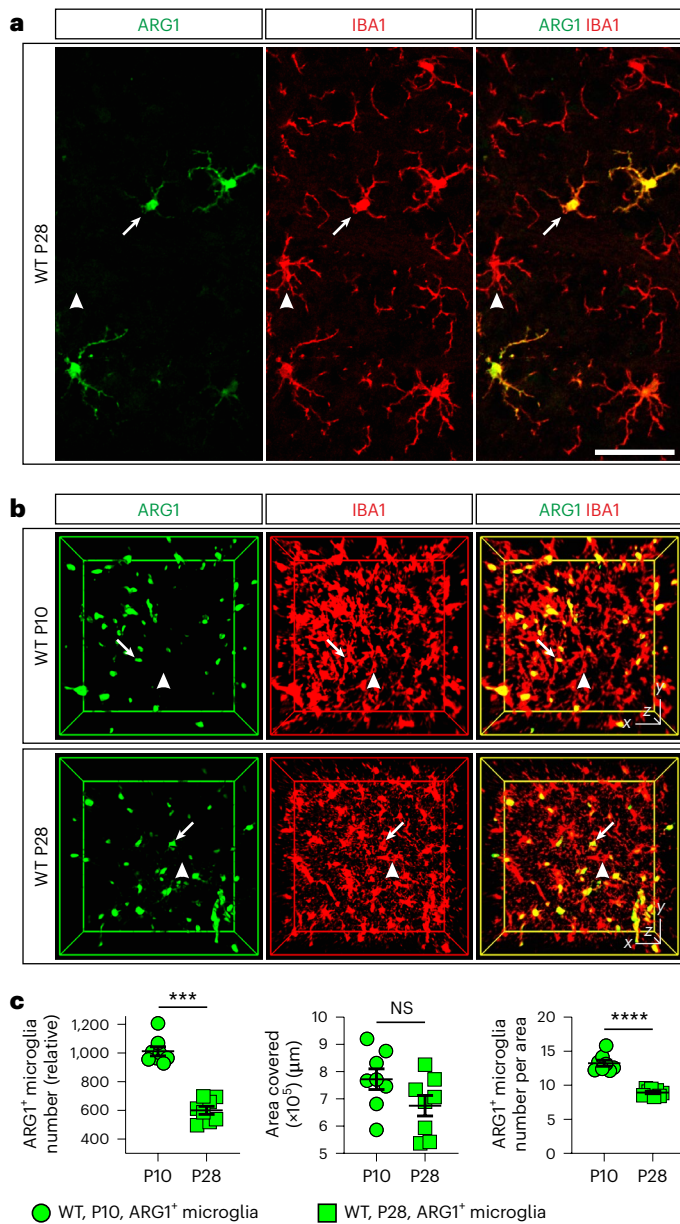 a
ARG1 IBA1 ARG1 IBA1
WT P28
b
ARG1 IBA1 ARG1 IBA1
WT P10
x z y
WT P28
x z y
c
ARG1⁺ microglia
number (relative)
1,200
1,000
800
600
400
***
P10 P28
Area covered
(×10⁵) (μm)
10
9
8
7
6
5
NS
P10 P28
ARG1⁺ microglia
number per area
20
15
10
5
0
****
P10 P28
WT, P10, ARG1⁺ microglia WT, P28, ARG1⁺ microglia